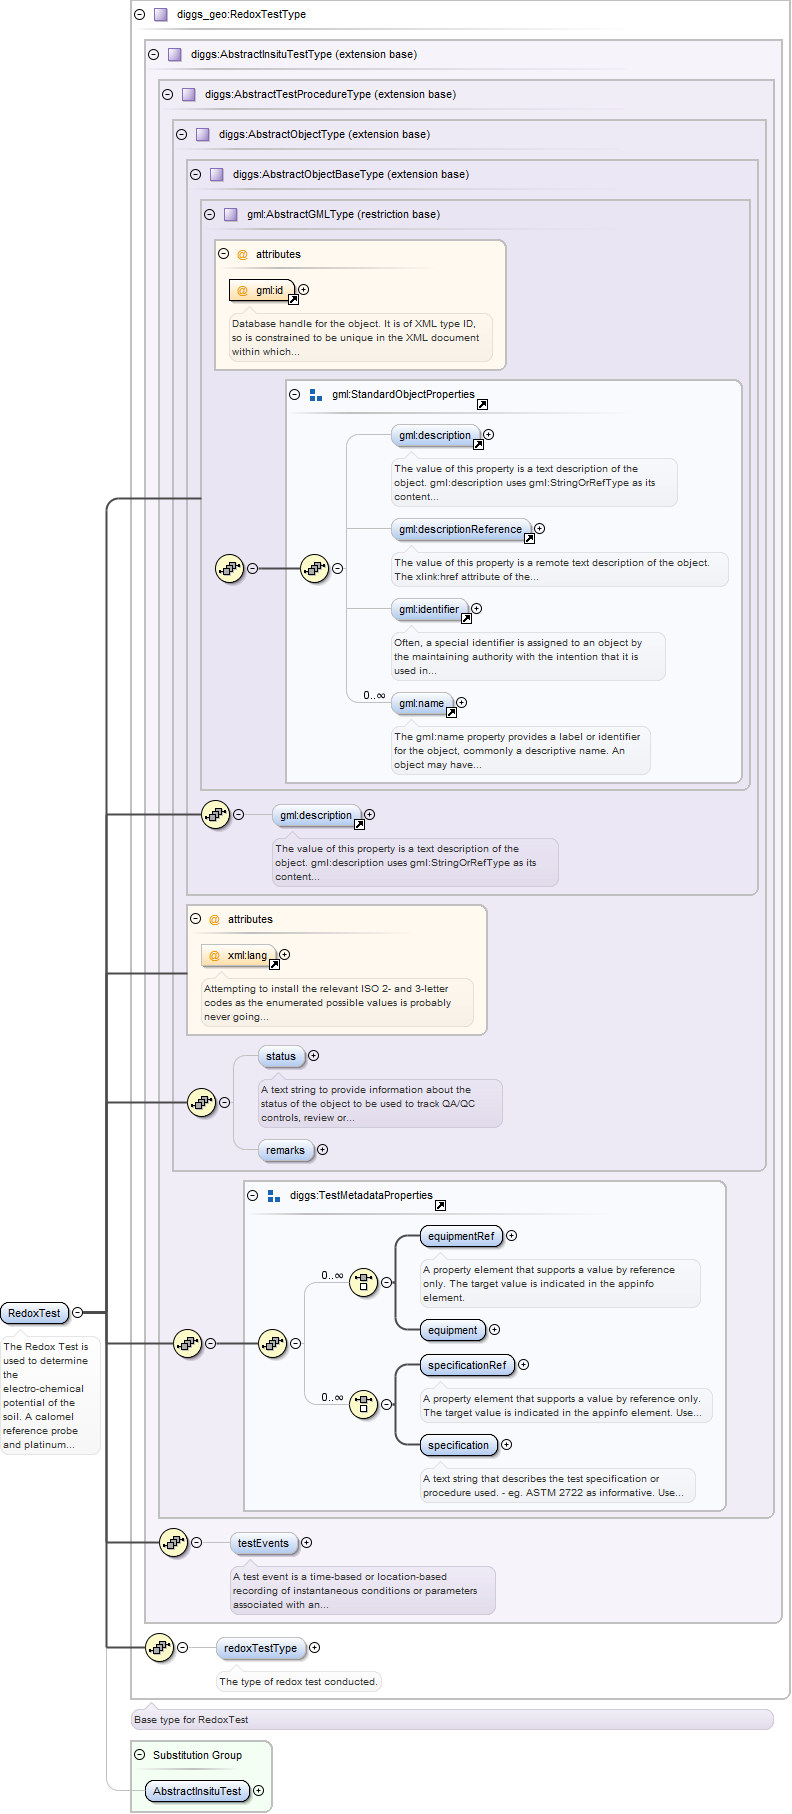 diggs_geo:RedoxTestType
diggs:AbstractInsituTestType (extension base)
diggs:AbstractTestProcedureType (extension base)
diggs:AbstractObjectType (extension base)
diggs:AbstractObjectBaseType (extension base)
gml:AbstractGMLType (restriction base)
@ attributes
@ gml:id
Database handle for the object. It is of XML type ID,
so is constrained to be unique in the XML document
within which...
gml:StandardObjectProperties
gml:description
The value of this property is a text description of the
object. gml:description uses gml:StringOrRefType as its
content...
gml:descriptionReference
The value of this property is a remote text description of the object.
The xlink:href attribute of the...
gml:identifier
Often, a special identifier is assigned to an object by
the maintaining authority with the intention that it is
used in...
0..∞
gml:name
The gml:name property provides a label or identifier
for the object, commonly a descriptive name. An
object may have...
gml:description
The value of this property is a text description of the
object. gml:description uses gml:StringOrRefType as its
content...
@ attributes
@ xml:lang
Attempting to install the relevant ISO 2- and 3-letter
codes as the enumerated possible values is probably
never going...
status
A text string to provide information about the
status of the object to be used to track QA/QC
controls, review or...
remarks
diggs:TestMetadataProperties
equipmentRef
0..∞
A property element that supports a value by reference
only. The target value is indicated in the appinfo
element.
equipment
RedoxTest
The Redox Test is
used to determine
the
electro-chemical
potential of the
soil. A calomel
reference probe
and platinum...
specificationRef
0..∞
A property element that supports a value by reference only.
The target value is indicated in the appinfo element. Use...
specification
A text string that describes the test specification or
procedure used. - eg. ASTM 2722 as informative. Use...
testEvents
A test event is a time-based or location-based
recording of instantaneous conditions or parameters
associated with an...
redoxTestType
The type of redox test conducted.
Base type for RedoxTest
Substitution Group
AbstractInsituTest